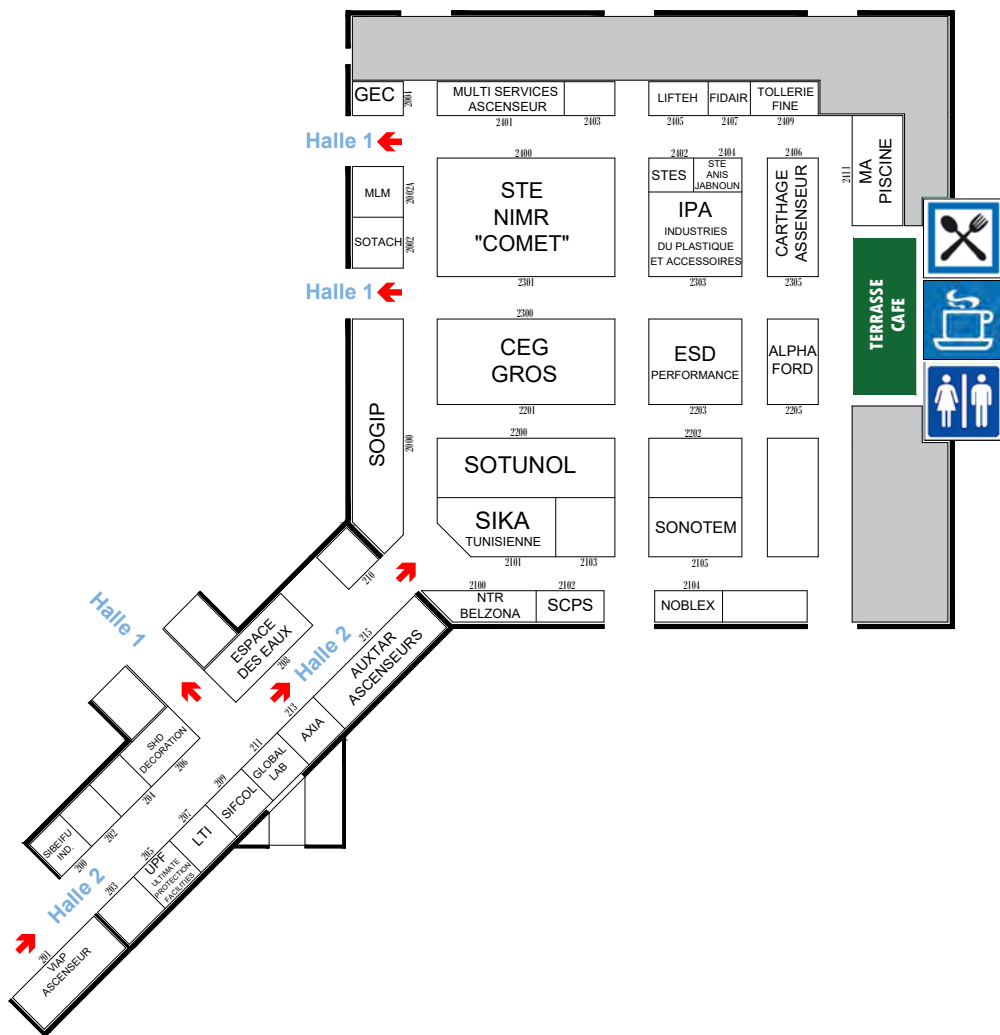 GEC
2004
MULTI SERVICES
ASCENSEUR
2401
2403
LIFTEH
2405
FIDAIR
2407
TOLLERIE
FINE
2409
Halle 1
MLM
2002A
SOTACH
2002
2400
STE
NIMR
"COMET"
2301
2402
STES
2404
STE
ANIS
JABNOUN
IPA
INDUSTRIES
DU PLASTIQUE
ET ACCESSOIRES
2303
2406
CARTHAGE
ASSENSEUR
2305
2411
MA
PISCINE
Halle 1
TERRASSE
CAFE
2300
CEG
GROS
2201
ESD
PERFORMANCE
2203
ALPHA
FORD
2205
SOGIP
2000
2200
SOTUNOL
2202
SIKA
TUNISIENNE
2101
2103
SONOTEM
2105
2100
NTR
BELZONA
2102
SCPS
2104
NOBLEX
210
Halle 1
ESPACE
DES EAUX
208
Halle 2
215
AUXTAR
ASCENSEURS
213
AXIA
211
GLOBAL
LAB
209
SIFCOL
207
LTI
205
UPF
ULTIMATE
PROTECTION
FACILITIES
203
SHD
DECORATION
206
204
202
SIBEIFU
IND.
200
Halle 2
201
VIAP
ASCENSEUR